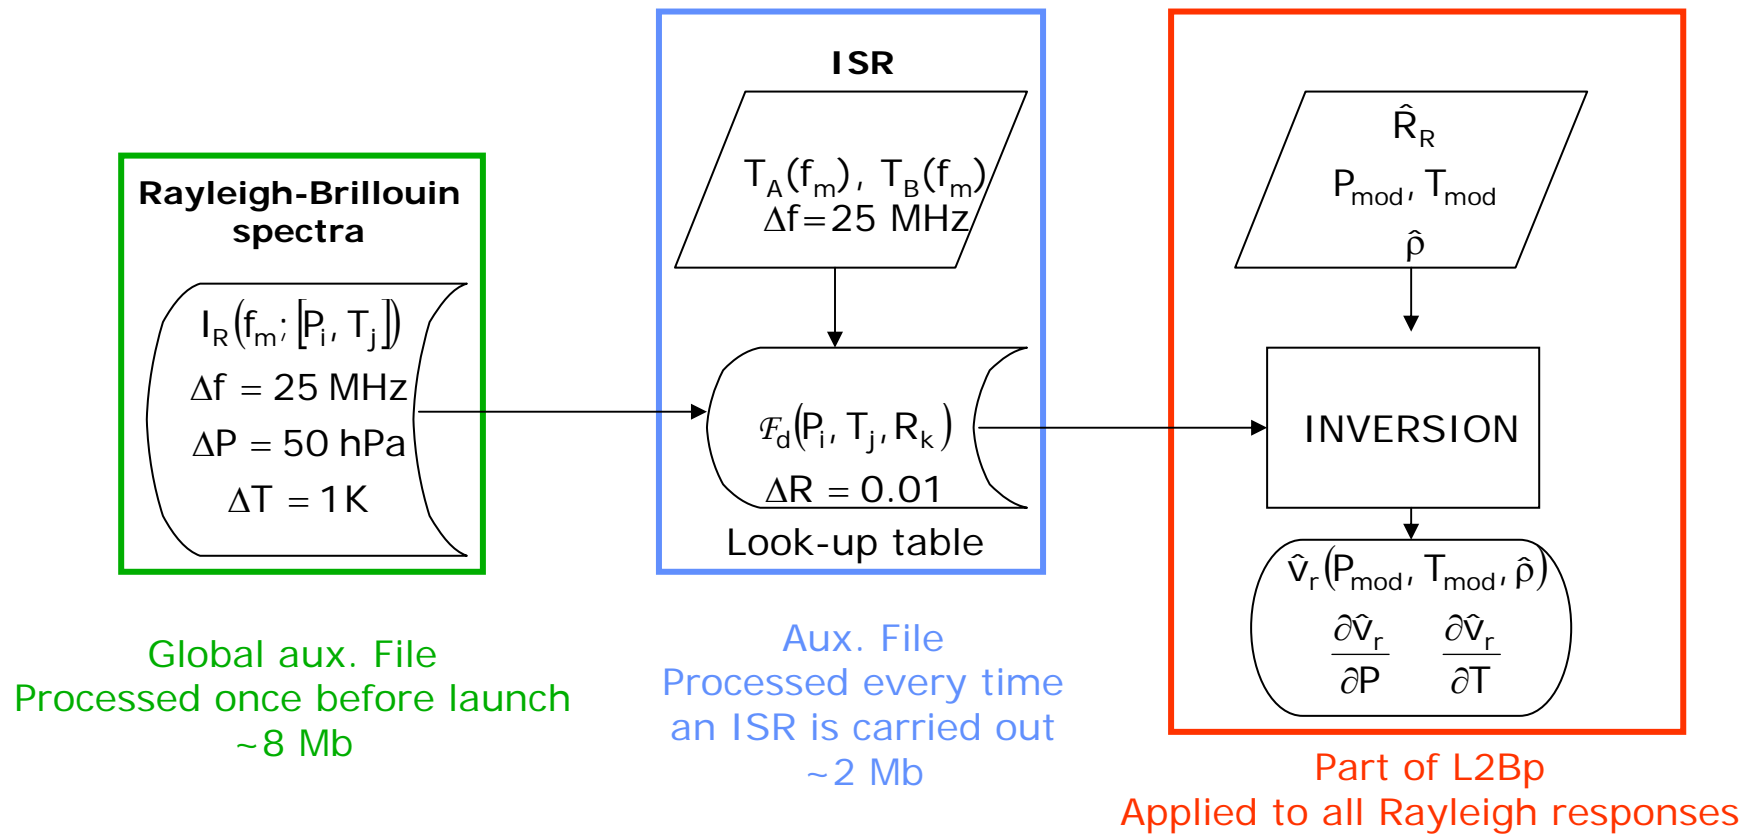 Rayleigh-Brillouin
spectra
I_R(f_m; [P_i, T_j])
Δf = 25 MHz
ΔP = 50 hPa
ΔT = 1K
Global aux. File
Processed once before launch
~8 Mb
ISR
T_A(f_m), T_B(f_m)
Δf=25 MHz
ℱ_d(P_i, T_j, R_k)
ΔR = 0.01
Look-up table
Aux. File
Processed every time
an ISR is carried out
~2 Mb
R̂_R
P_mod, T_mod
ρ̂
INVERSION
v̂_r(P_mod, T_mod, ρ̂)
∂v̂_r/∂P ∂v̂_r/∂T
Part of L2Bp
Applied to all Rayleigh responses